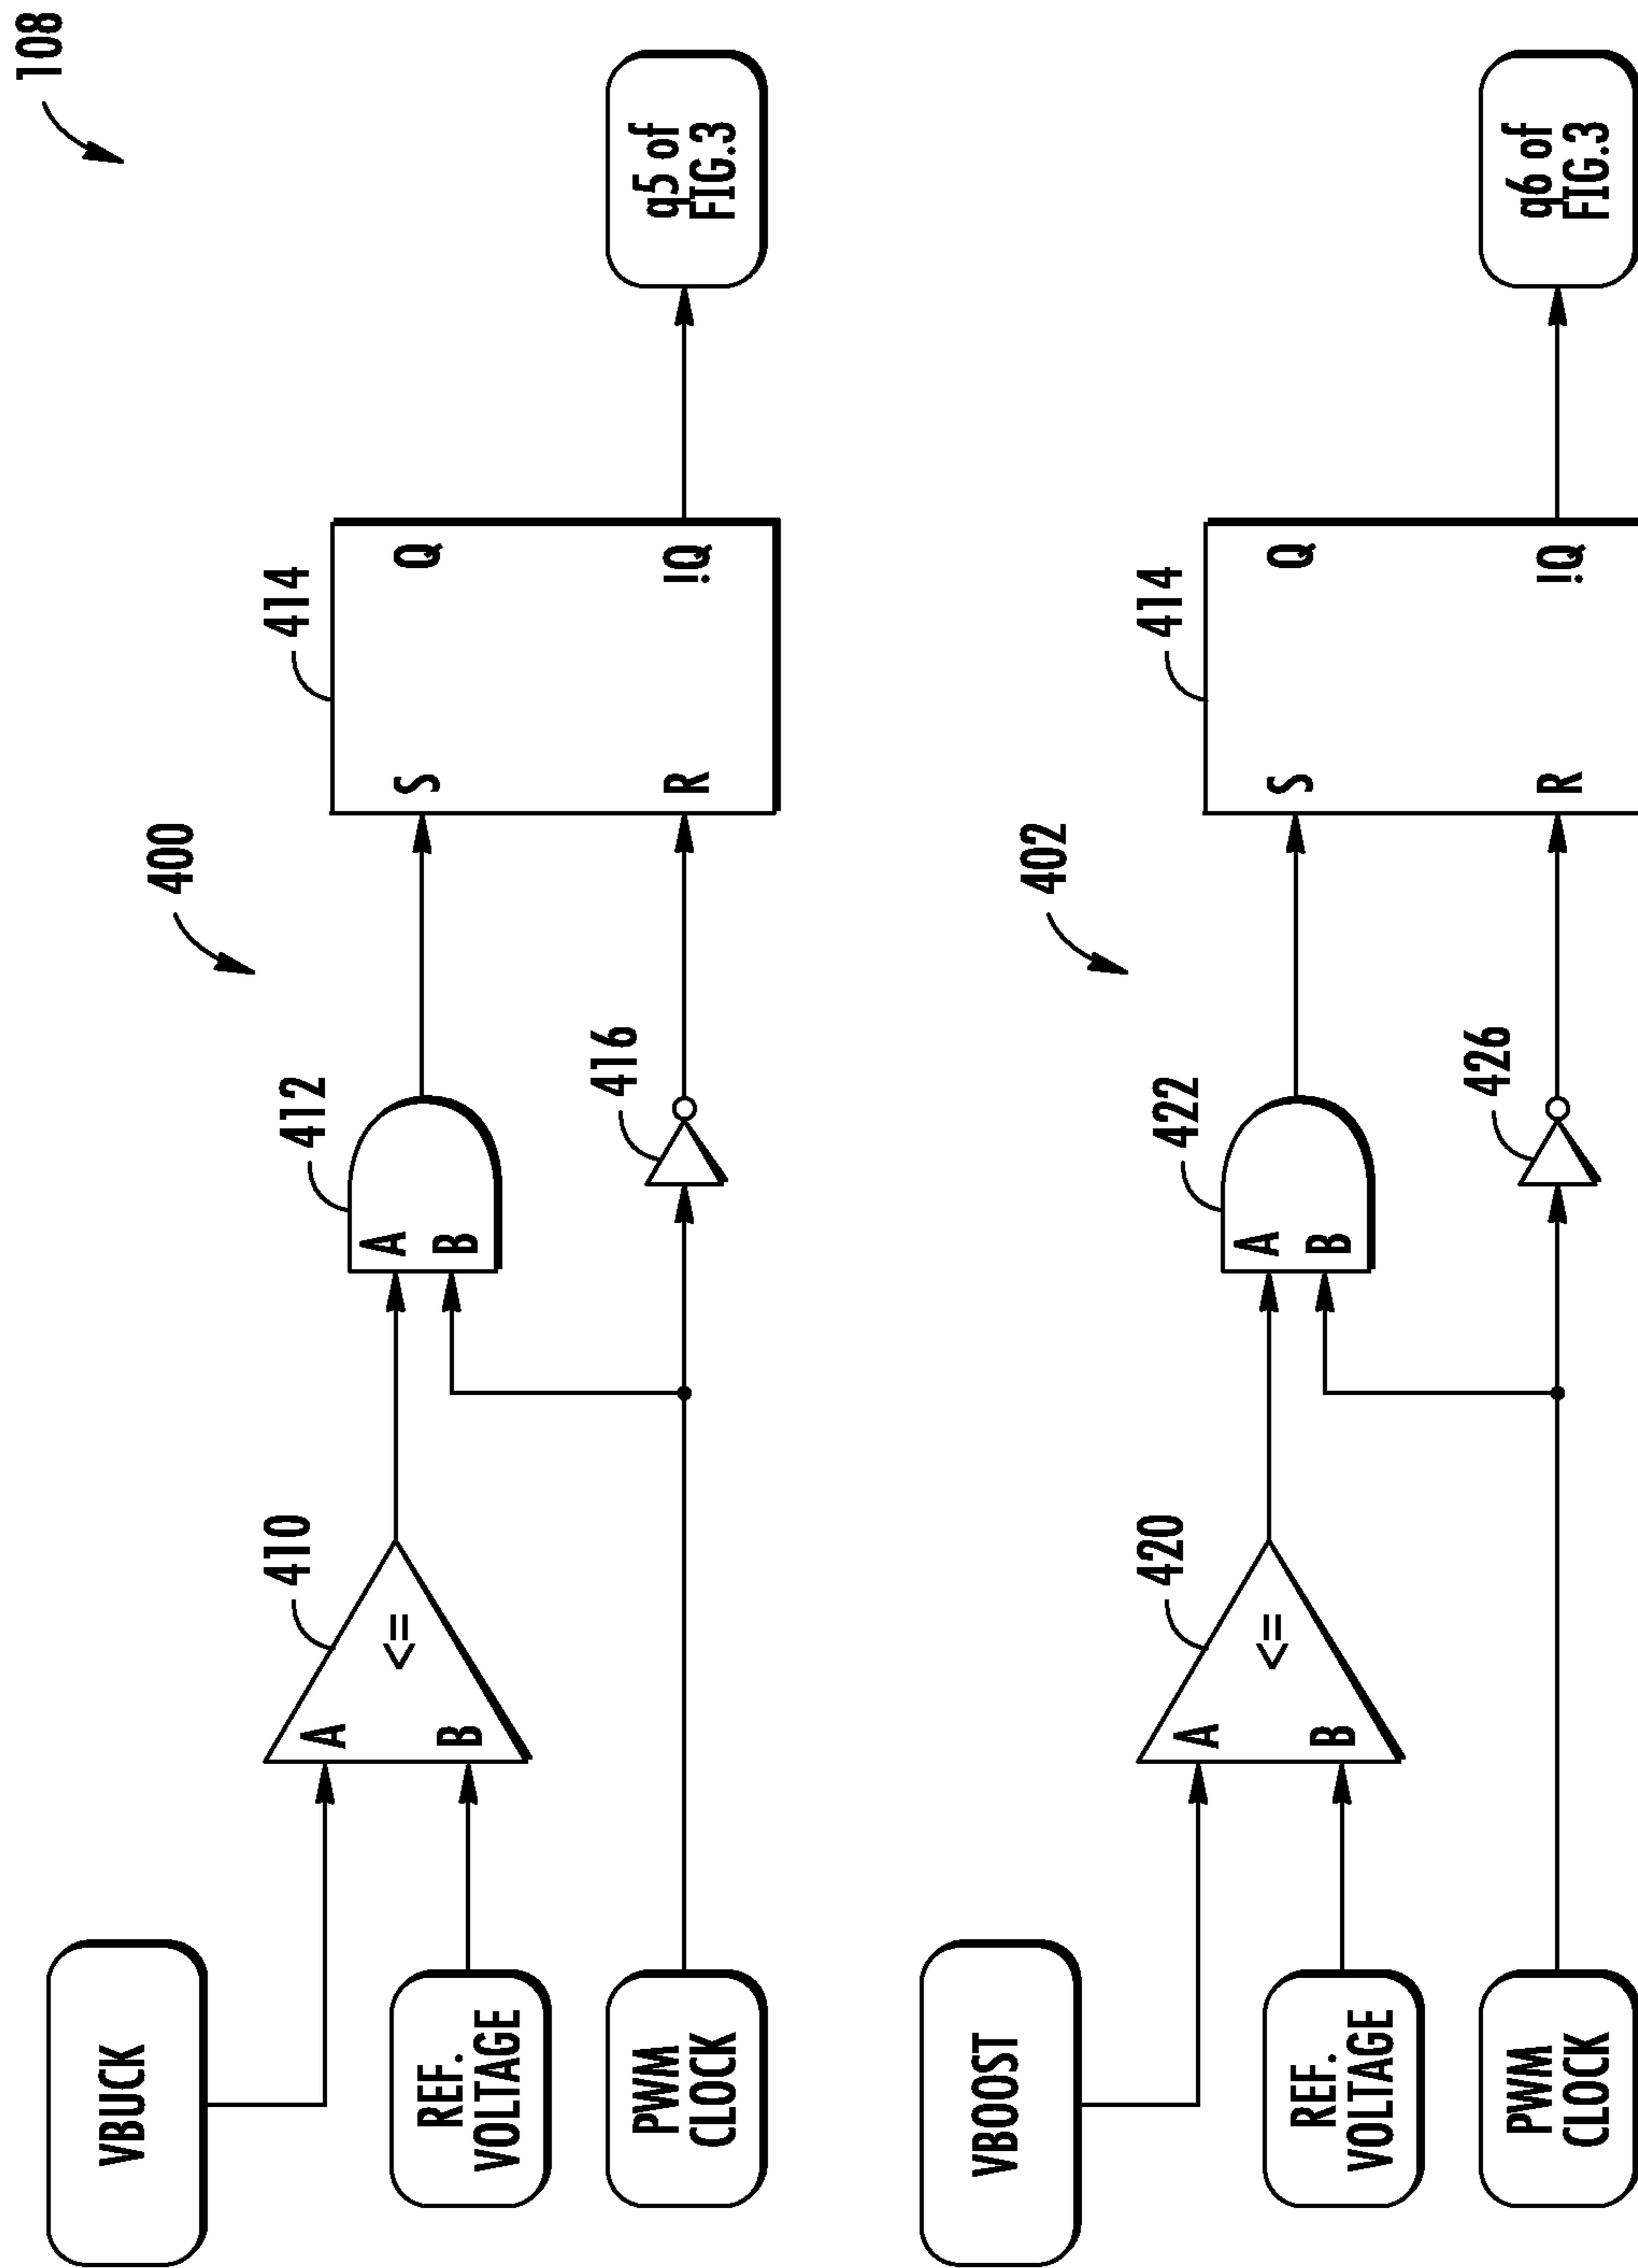 108
400
VBUCK
A
B
<=
410
A
B
412
414
S
Q
R
!Q
q5 of
FIG.3
REF.
VOLTAGE
PWM
CLOCK
416
402
VBOOST
A
B
<=
420
A
B
422
414
S
Q
R
!Q
q6 of
FIG.3
REF.
VOLTAGE
PWM
CLOCK
426